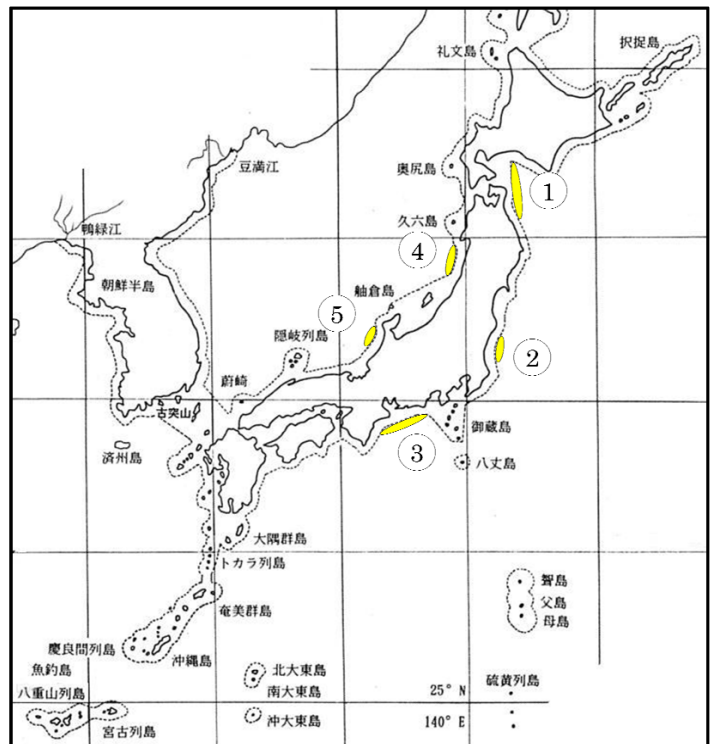 礼文島
択捉島
豆満江
奥尻島
①
鴨緑江
久六島
④
朝鮮半島
舳倉島
⑤
隠岐列島
②
蔚崎
古突山
御蔵島
済州島
③
八丈島
大隅群島
トカラ列島
聟島
奄美群島
父島
母島
慶良間列島
沖縄島
魚釣島
北大東島
硫黄列島
八重山列島
南大東島
25° N
沖大東島
140° E
宮古列島